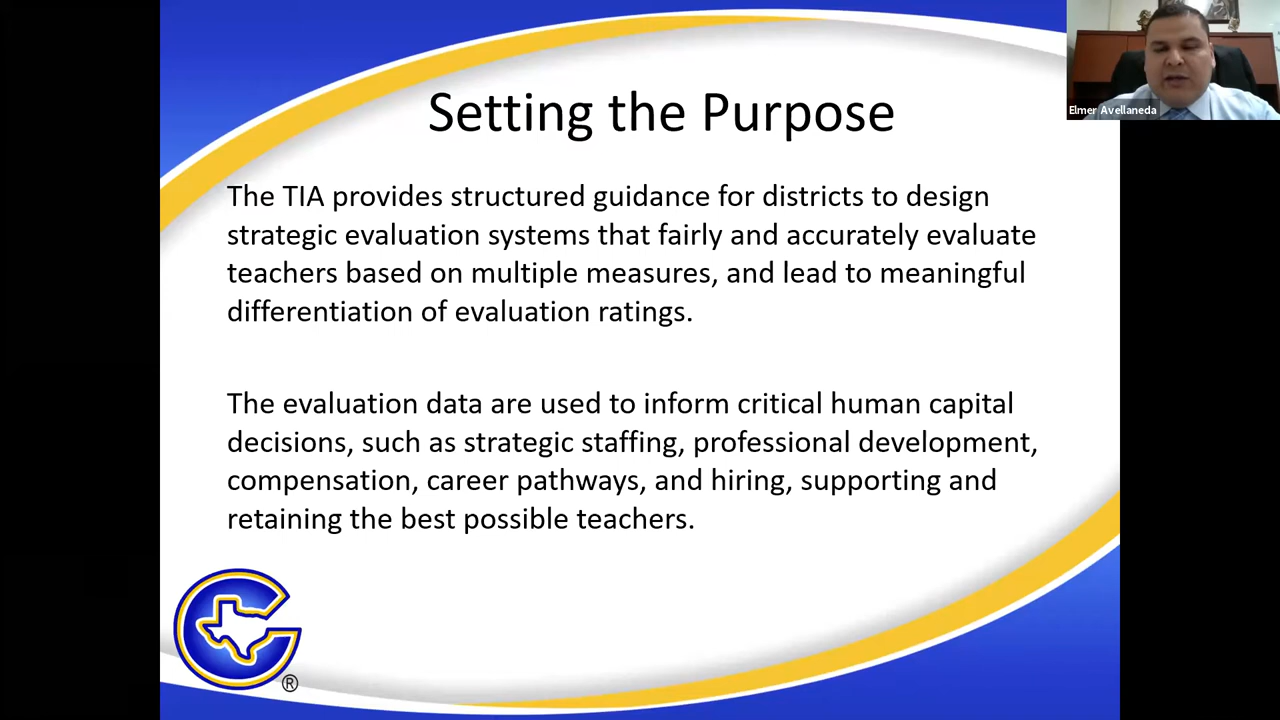 Setting the Purpose
Elmer Avellaneda
The TIA provides structured guidance for districts to design
strategic evaluation systems that fairly and accurately evaluate
teachers based on multiple measures, and lead to meaningful
differentiation of evaluation ratings.
The evaluation data are used to inform critical human capital
decisions, such as strategic staffing, professional development,
compensation, career pathways, and hiring, supporting and
retaining the best possible teachers.
C
®